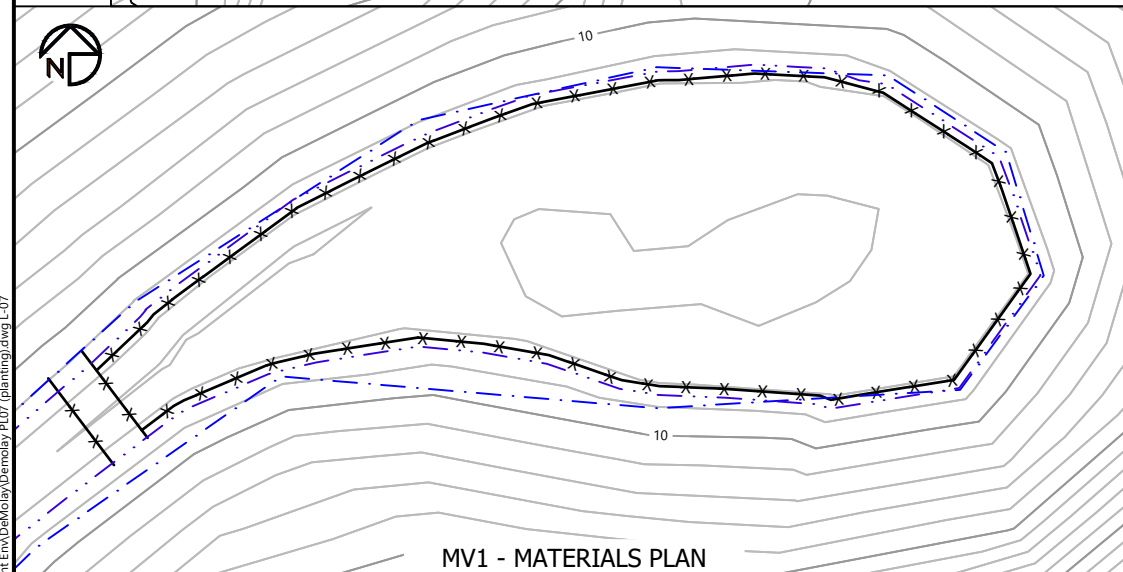 10
N
nt Env\DeMolay\Demolay PL07 (planting).dwg L-07
10
MV1 - MATERIALS PLAN